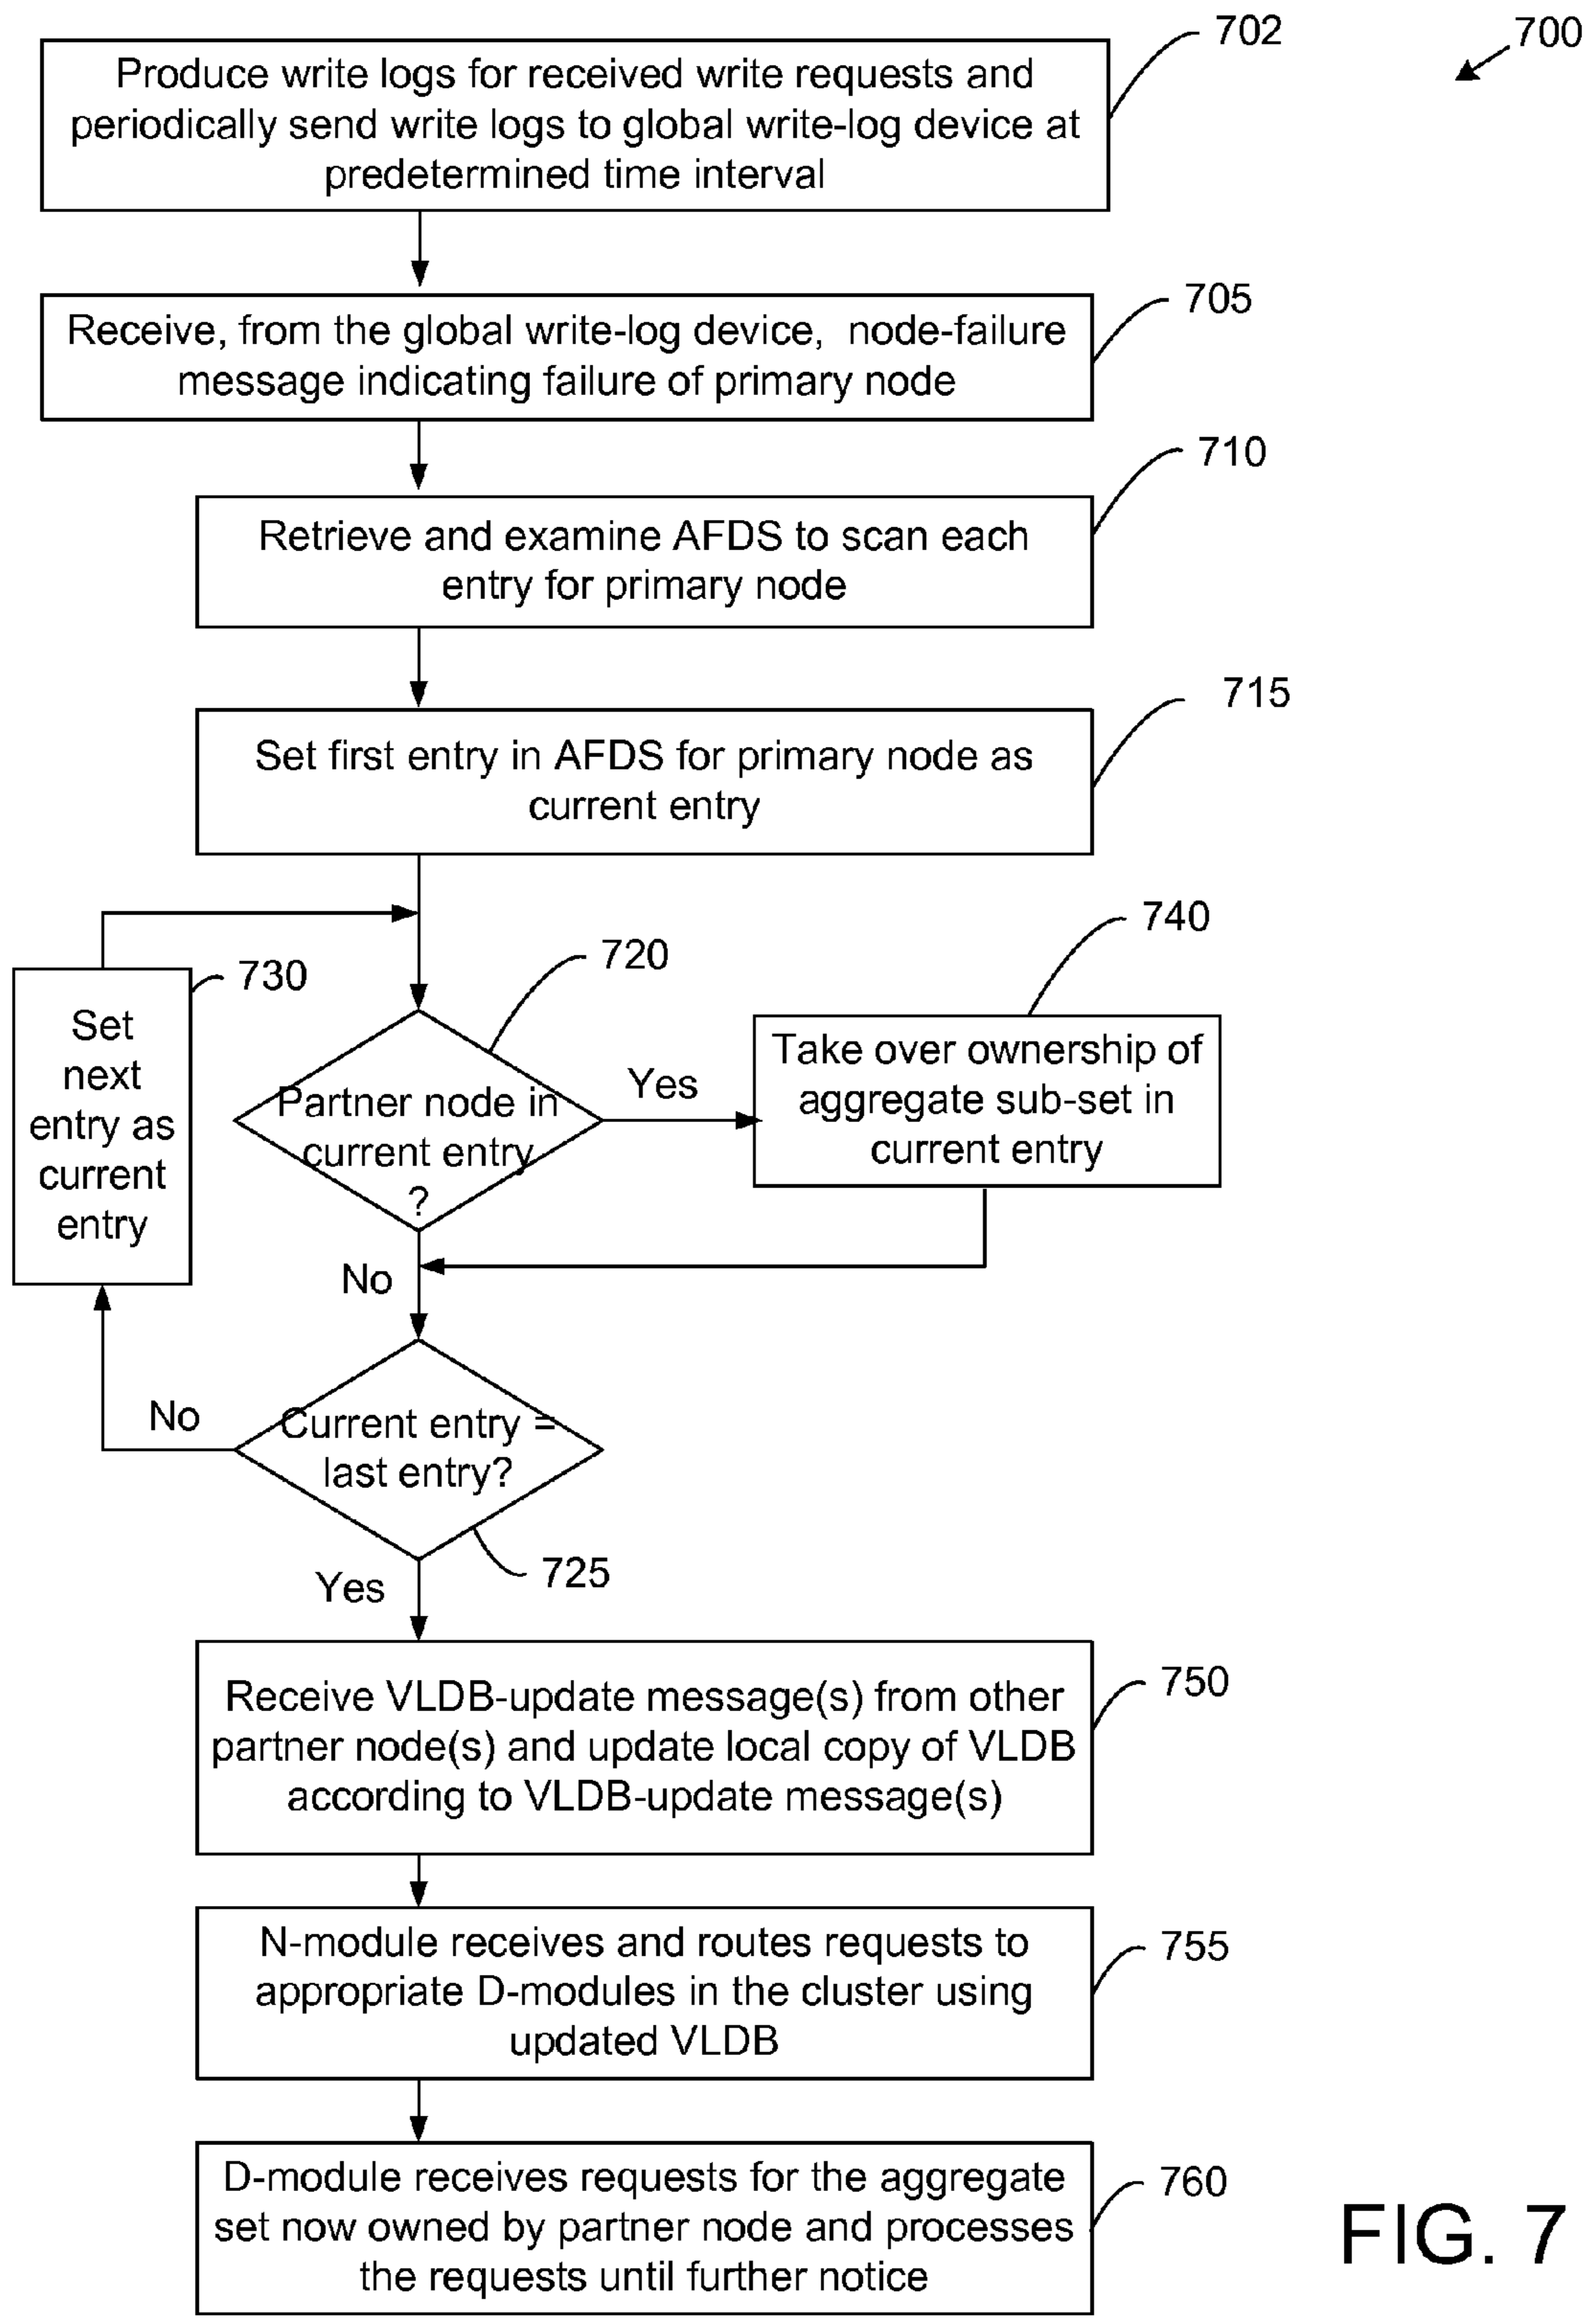 702
700
Produce write logs for received write requests and
periodically send write logs to global write-log device at
predetermined time interval
705
Receive, from the global write-log device, node-failure
message indicating failure of primary node
710
Retrieve and examine AFDS to scan each
entry for primary node
715
Set first entry in AFDS for primary node as
current entry
740
720
730
Set
next
entry as
current
entry
Partner node in
current entry
?
Yes
Take over ownership of
aggregate sub-set in
current entry
No
Current entry =
last entry?
No
725
Yes
750
Receive VLDB-update message(s) from other
partner node(s) and update local copy of VLDB
according to VLDB-update message(s)
755
N-module receives and routes requests to
appropriate D-modules in the cluster using
updated VLDB
760
D-module receives requests for the aggregate
set now owned by partner node and processes
the requests until further notice
FIG. 7